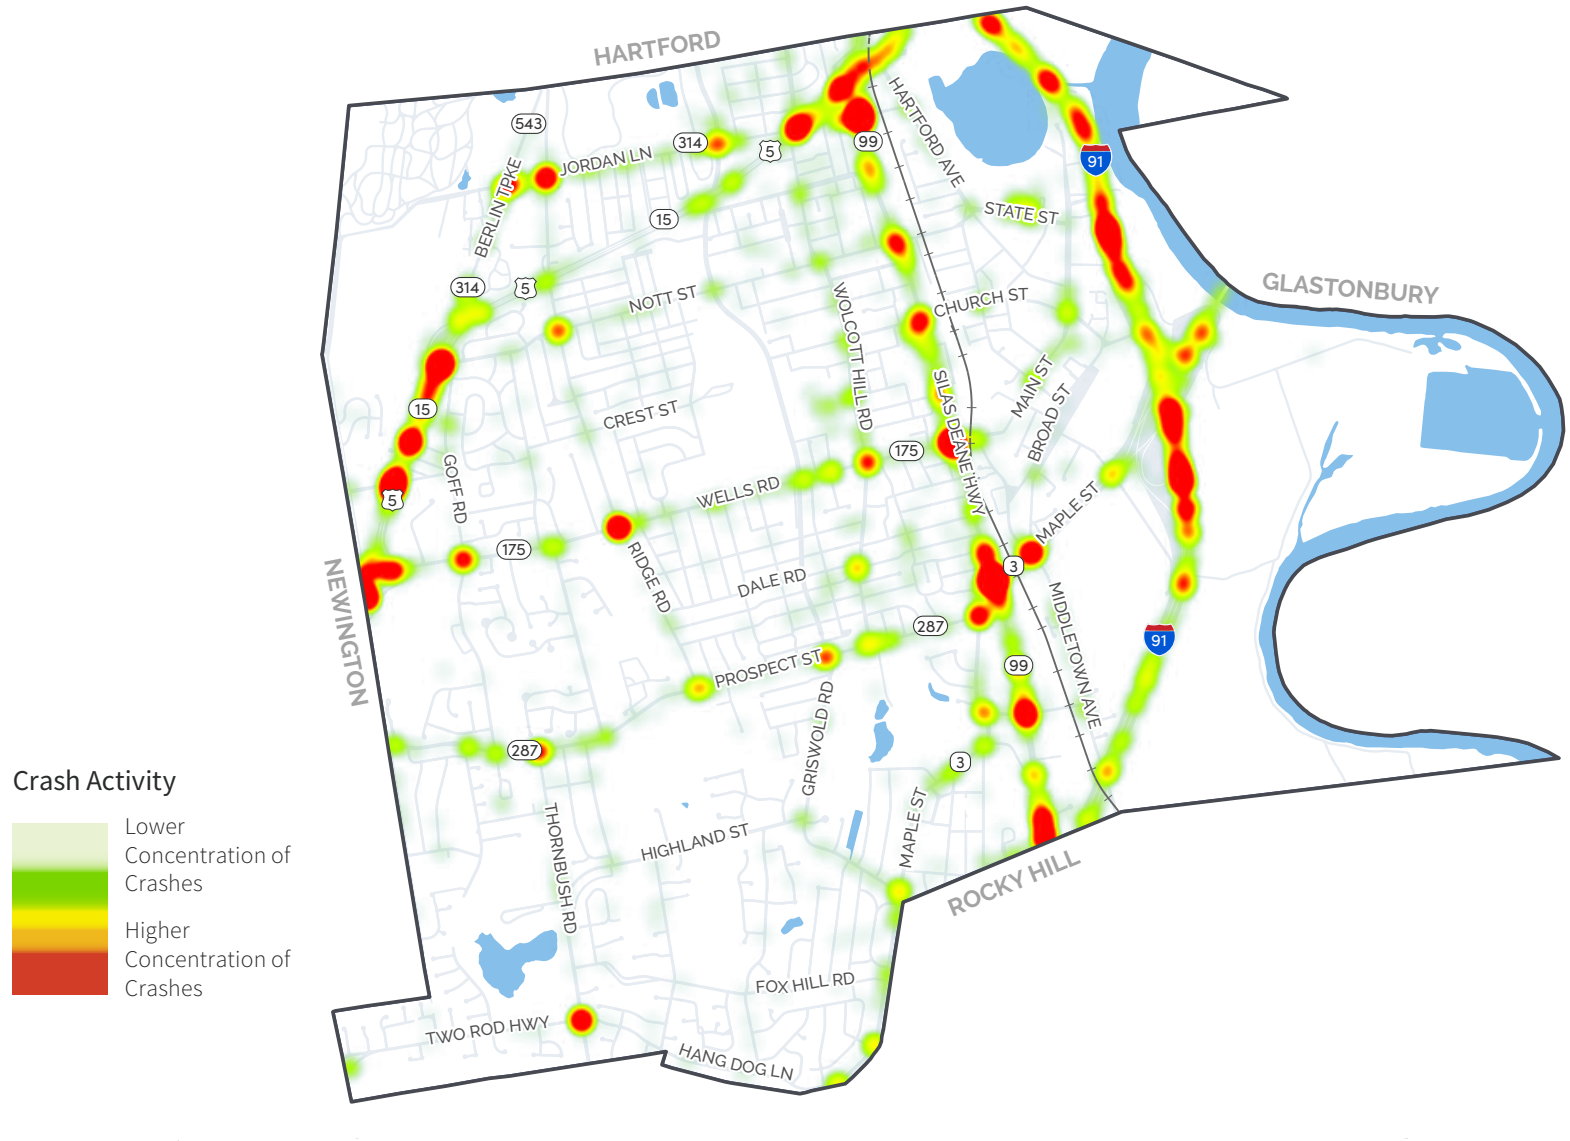 HARTFORD
543
JORDAN LN
314
5
99
HARTFORD AVE
91
BERLIN TPKE
15
STATE ST
314
5
NOTT ST
WOLCOTT HILL RD
CHURCH ST
GLASTONBURY
15
CREST ST
SILAS DEANE HWY
MAIN ST
BROAD ST
5
GOFF RD
WELLS RD
175
MAPLE ST
175
RIDGE RD
DALE RD
3
MIDDLETOWN AVE
NEWINGTON
287
91
PROSPECT ST
99
GRISWOLD RD
287
3
THORNBUSH RD
HIGHLAND ST
MAPLE ST
ROCKY HILL
FOX HILL RD
TWO ROD HWY
HANG DOG LN
Crash Activity
Lower
Concentration of
Crashes
Higher
Concentration of
Crashes